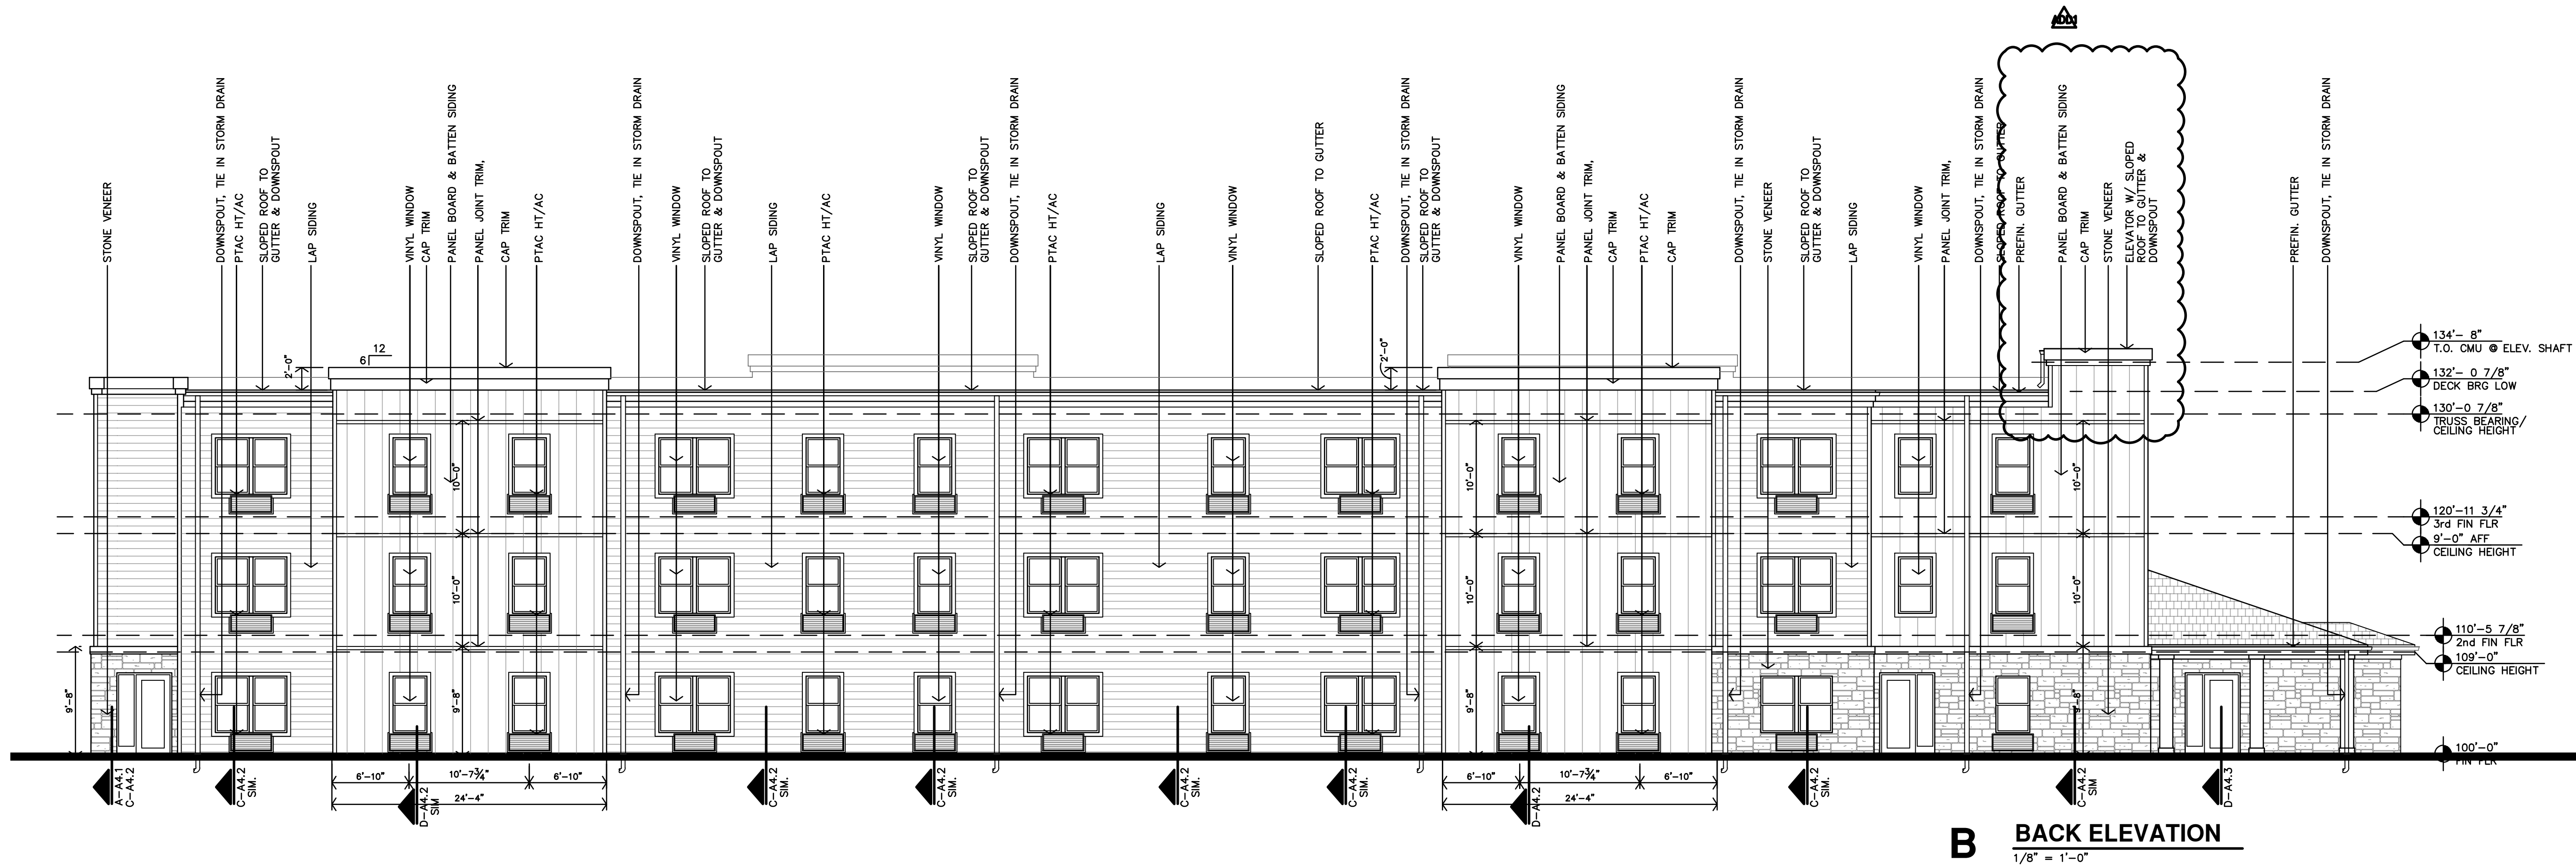 ADD1
STONE VENEER
DOWNSPOUT, TIE IN STORM DRAIN
PTAC HT/AC
SLOPED ROOF TO
GUTTER & DOWNSPOUT
LAP SIDING
VINYL WINDOW
CAP TRIM
PANEL BOARD & BATTEN SIDING
PANEL JOINT TRIM,
CAP TRIM
PTAC HT/AC
DOWNSPOUT, TIE IN STORM DRAIN
VINYL WINDOW
SLOPED ROOF TO
GUTTER & DOWNSPOUT
LAP SIDING
PTAC HT/AC
VINYL WINDOW
SLOPED ROOF TO
GUTTER & DOWNSPOUT
DOWNSPOUT, TIE IN STORM DRAIN
PTAC HT/AC
LAP SIDING
VINYL WINDOW
SLOPED ROOF TO GUTTER
PTAC HT/AC
DOWNSPOUT, TIE IN STORM DRAIN
SLOPED ROOF TO
GUTTER & DOWNSPOUT
VINYL WINDOW
PANEL BOARD & BATTEN SIDING
PANEL JOINT TRIM,
CAP TRIM
PTAC HT/AC
CAP TRIM
DOWNSPOUT, TIE IN STORM DRAIN
STONE VENEER
SLOPED ROOF TO
GUTTER & DOWNSPOUT
LAP SIDING
VINYL WINDOW
PANEL JOINT TRIM,
DOWNSPOUT, TIE IN STORM DRAIN
SLOPED ROOF TO GUTTER
PREFIN. GUTTER
PANEL BOARD & BATTEN SIDING
CAP TRIM
STONE VENEER
ELEVATOR W/ SLOPED
ROOF TO GUTTER &
DOWNSPOUT
PREFIN. GUTTER
DOWNSPOUT, TIE IN STORM DRAIN
12
6
2'-0"
2'-0"
134'- 8"
T.O. CMU @ ELEV. SHAFT
132'- 0 7/8"
DECK BRG LOW
130'-0 7/8"
TRUSS BEARING/
CEILING HEIGHT
120'-11 3/4"
3rd FIN FLR
9'-0" AFF
CEILING HEIGHT
110'-5 7/8"
2nd FIN FLR
109'-0"
CEILING HEIGHT
100'-0"
FIN FLR
10'-0"
10'-0"
10'-0"
10'-0"
10'-0"
10'-0"
9'-8"
9'-8"
9'-8"
9'-8"
6'-10"
10'-7¾"
6'-10"
24'-4"
6'-10"
10'-7¾"
6'-10"
24'-4"
A-A4.1
C-A4.2
C-A4.2
SIM.
D-A4.2
SIM
C-A4.2
SIM.
C-A4.2
SIM.
C-A4.2
SIM.
C-A4.2
SIM.
D-A4.2
SIM
C-A4.2
SIM.
C-A4.2
SIM
D-A4.3
B
BACK ELEVATION
1/8" = 1'-0"